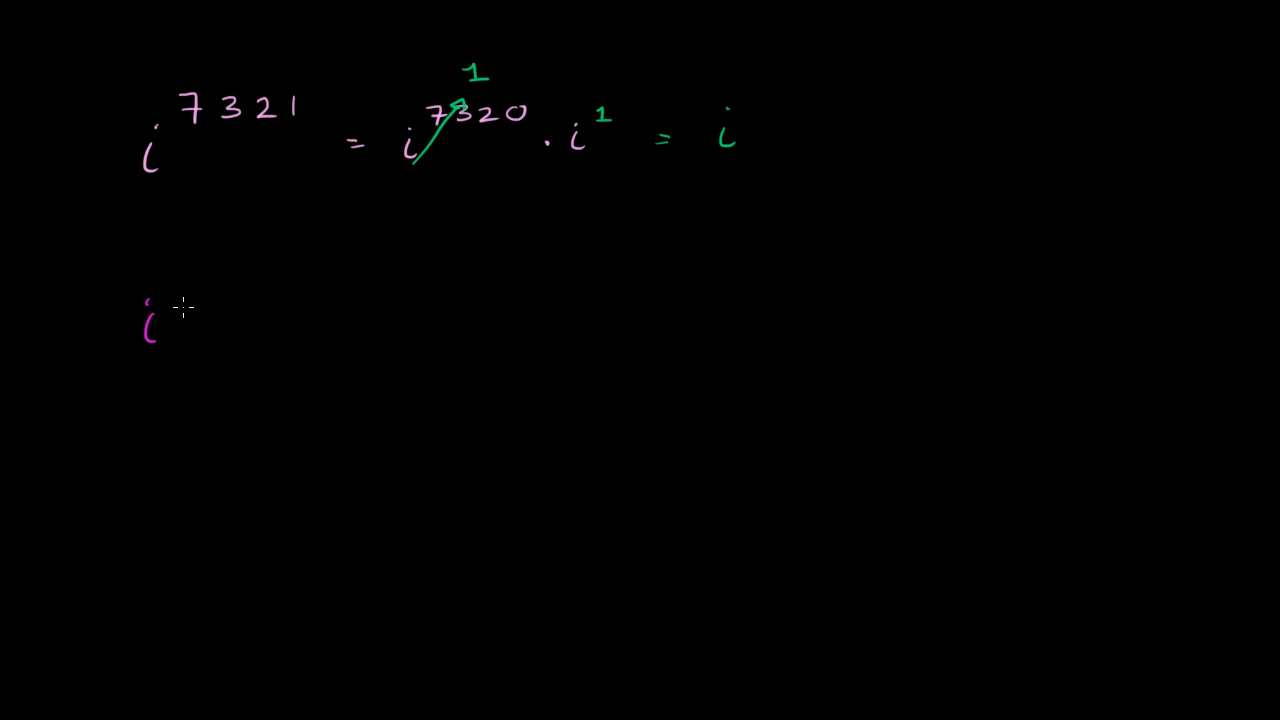 i^7321 = i^7320 1 · i^1 = i
i